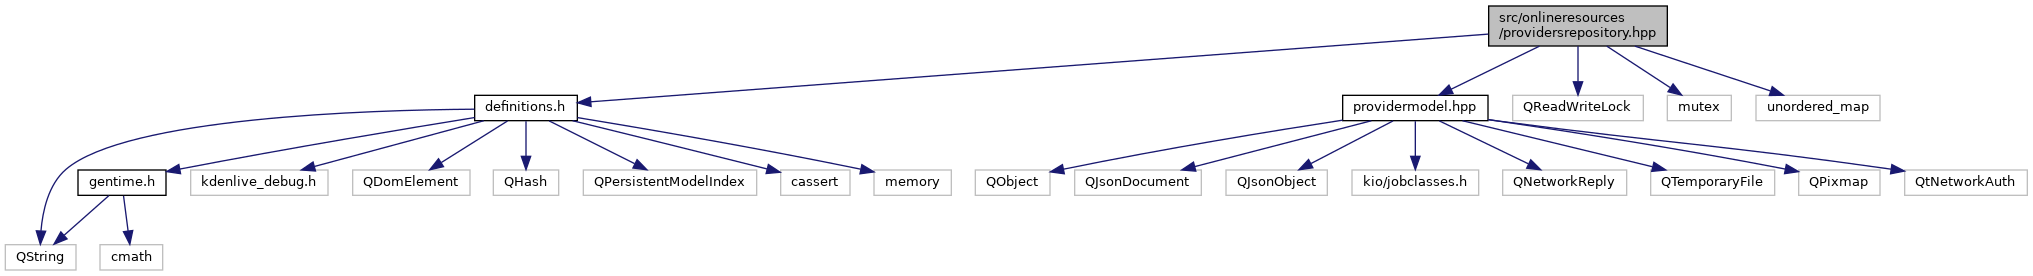 src/onlineresources
/providersrepository.hpp
definitions.h
providermodel.hpp
QReadWriteLock
mutex
unordered_map
gentime.h
kdenlive_debug.h
QDomElement
QHash
QPersistentModelIndex
cassert
memory
QObject
QJsonDocument
QJsonObject
kio/jobclasses.h
QNetworkReply
QTemporaryFile
QPixmap
QtNetworkAuth
QString
cmath